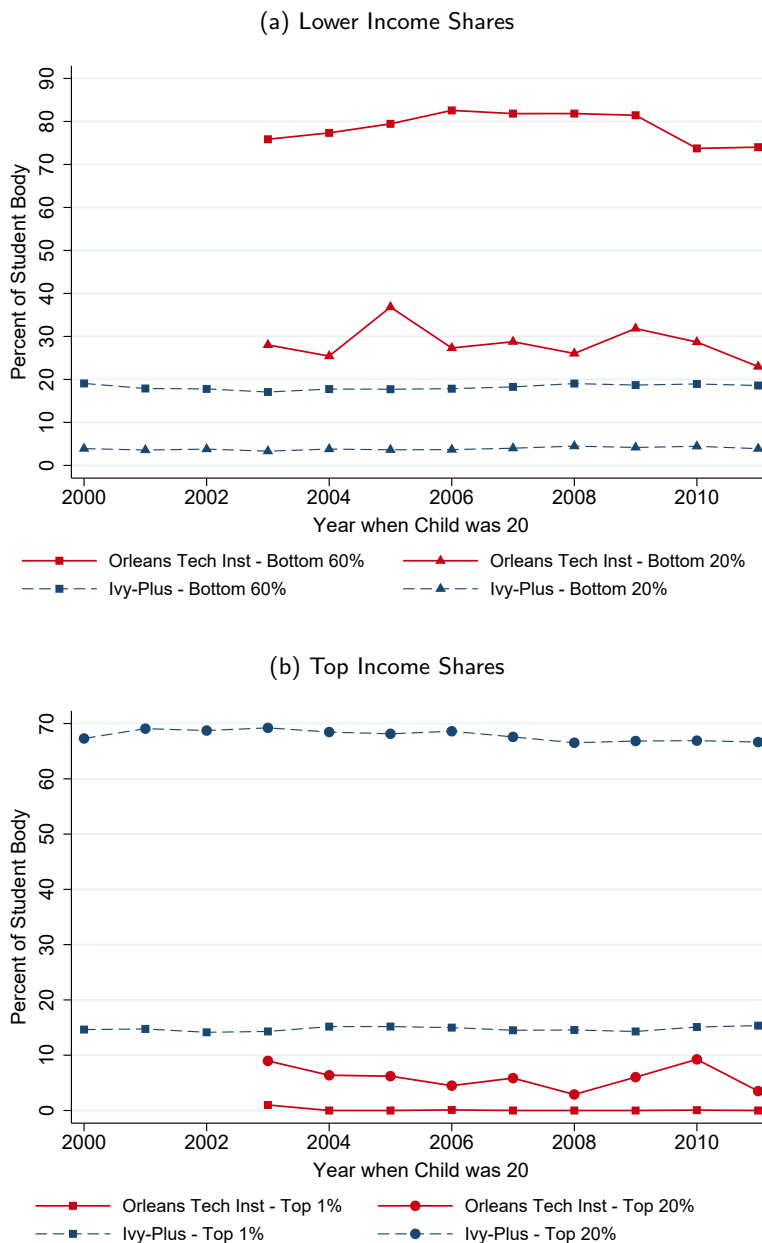 (a) Lower Income Shares
Percent of Student Body
90
80
70
60
50
40
30
20
10
0
2000 2002 2004 2006 2008 2010
Year when Child was 20
Orleans Tech Inst - Bottom 60% Orleans Tech Inst - Bottom 20%
Ivy-Plus - Bottom 60% Ivy-Plus - Bottom 20%
(b) Top Income Shares
Percent of Student Body
70
60
50
40
30
20
10
0
2000 2002 2004 2006 2008 2010
Year when Child was 20
Orleans Tech Inst - Top 1% Orleans Tech Inst - Top 20%
Ivy-Plus - Top 1% Ivy-Plus - Top 20%